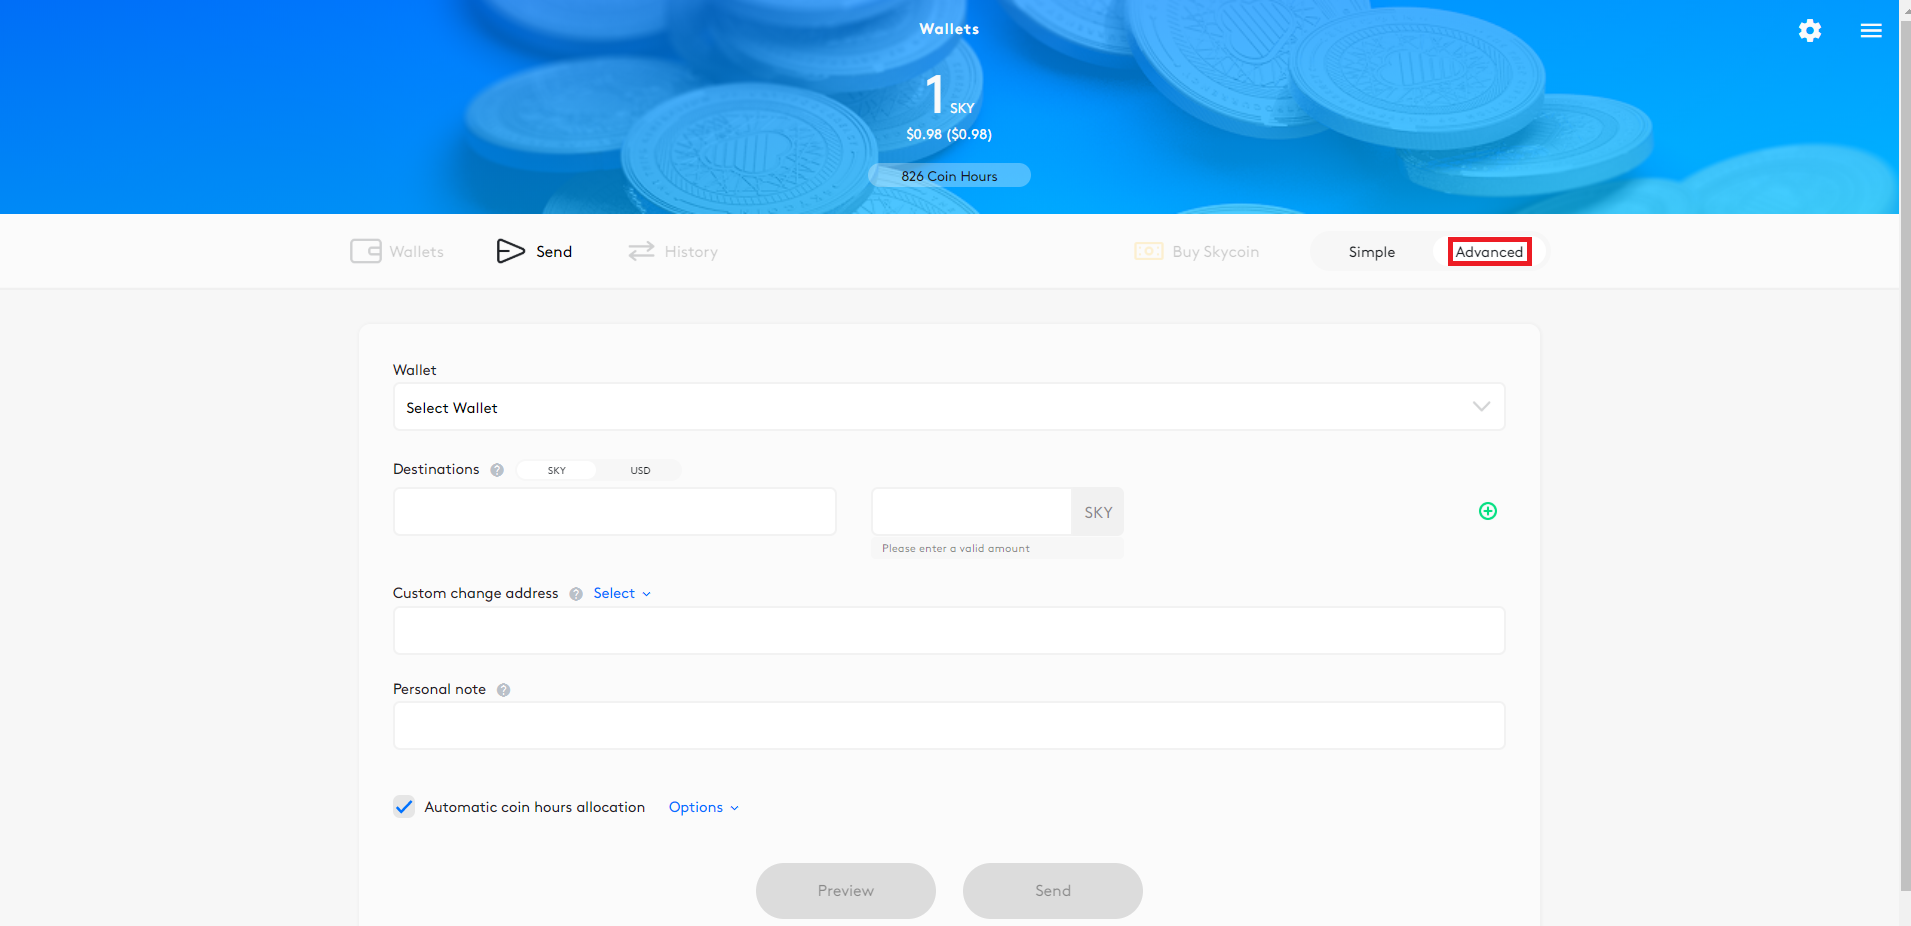 Wallets
1 SKY
$0.98 ($0.98)
826 Coin Hours
Wallets Send History Buy Skycoin Simple Advanced
Wallet
Select Wallet
Destinations ? SKY USD
SKY
Please enter a valid amount
Custom change address ? Select
Personal note ?
Automatic coin hours allocation Options
Preview Send